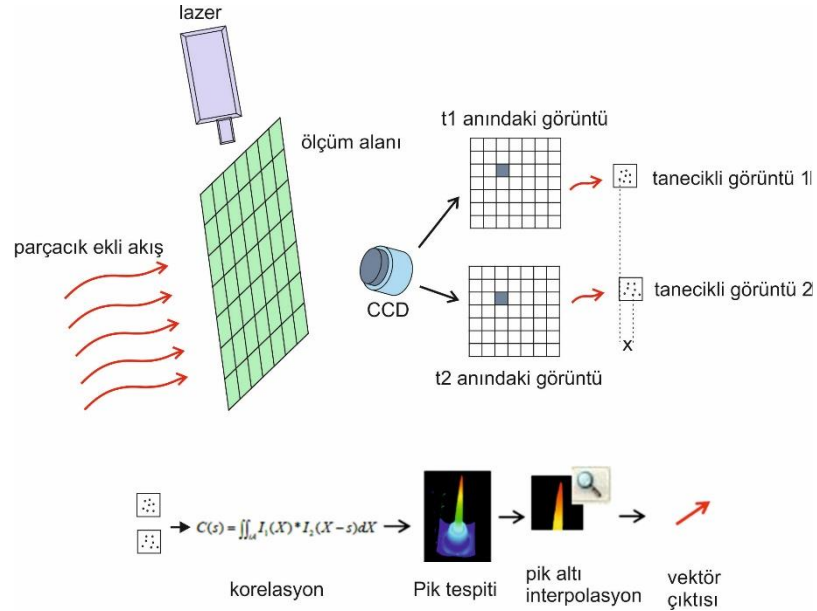 lazer
ölçüm alanı
parçacık ekli akış
CCD
t1 anındaki görüntü
tanecikli görüntü 1
t2 anındaki görüntü
tanecikli görüntü 2
x
C(s) = ∬_{IA} I₁(X) * I₂(X−s)dX
korelasyon
Pik tespiti
pik altı
interpolasyon
vektör
çıktısı